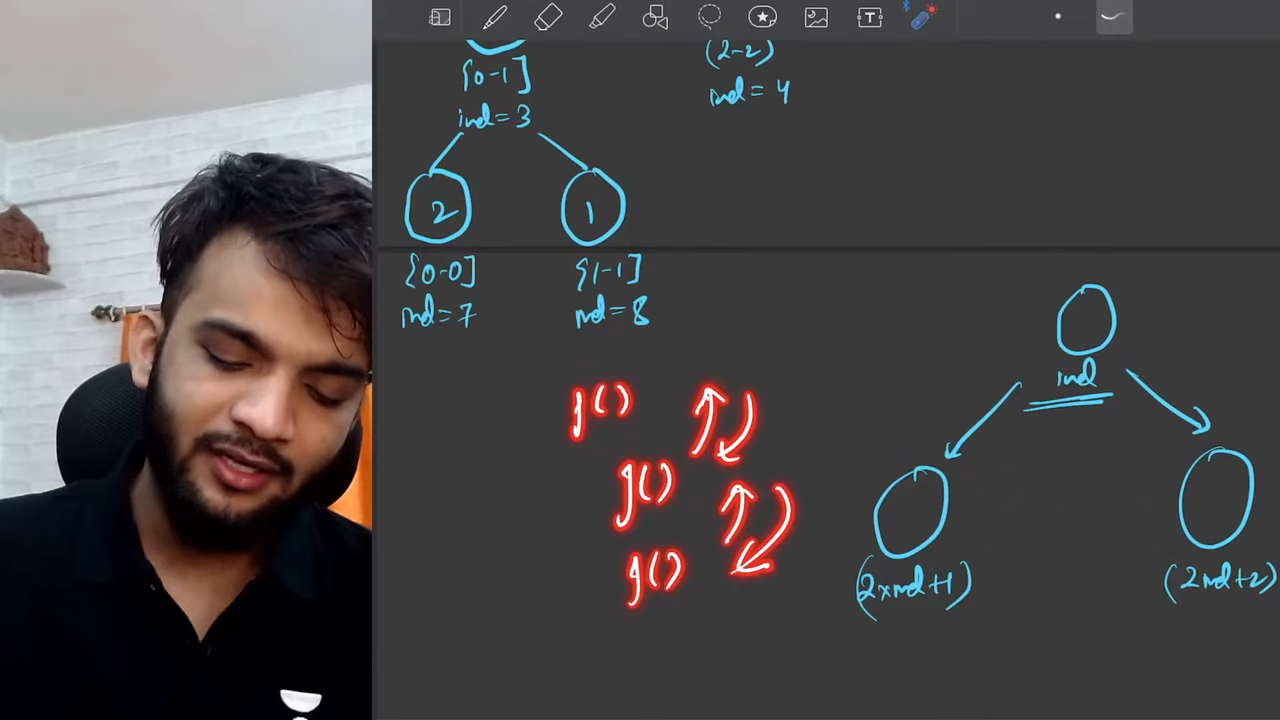 [0-1]
ind = 3
(2-2)
ind = 4
2
1
[0-0]
ind = 7
[1-1]
ind = 8
ind
f()
f()
f()
(2×ind+1)
(2ind+2)
T